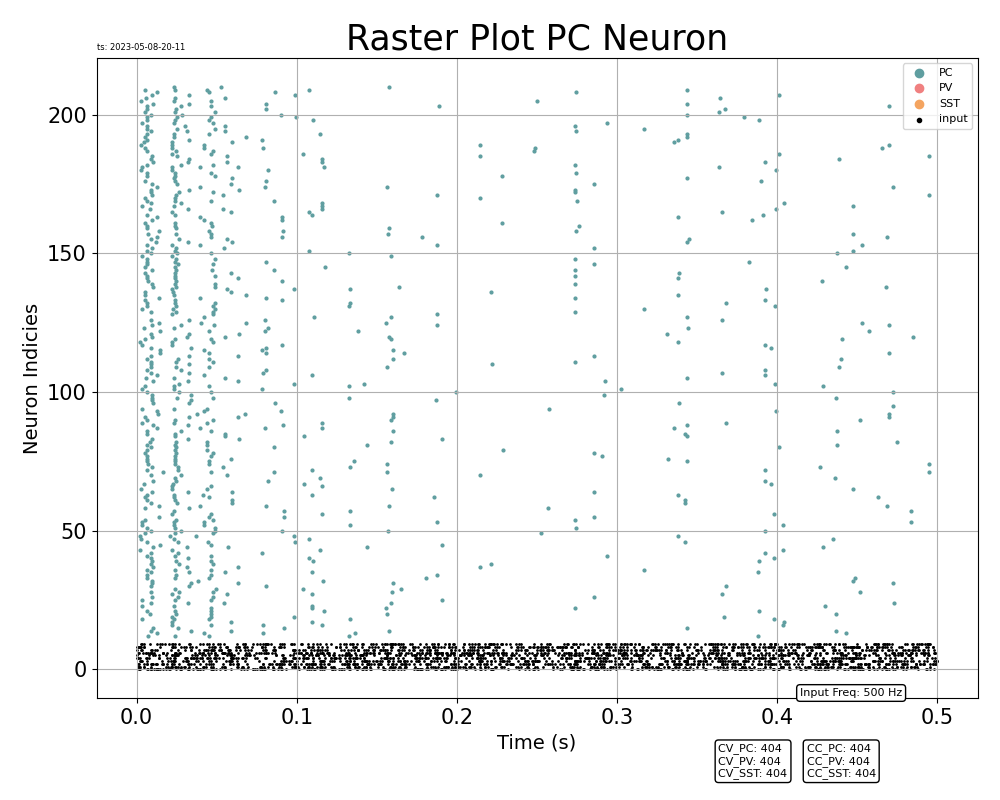 Raster Plot PC Neuron
ts: 2023-05-08-20-11
PC
PV
SST
input
200
150
100
50
0
Neuron Indicies
0.0 0.1 0.2 0.3 0.4 0.5
Time (s)
Input Freq: 500 Hz
CV_PC: 404
CV_PV: 404
CV_SST: 404
CC_PC: 404
CC_PV: 404
CC_SST: 404